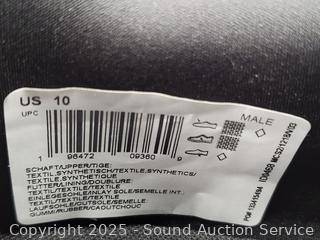 US 10
UPC
MALE
1 96472 09360 9
SCHAFT/UPPER/TIGE:
TEXTIL,SYNTHETISCH/TEXTILE,SYNTHETICS/
TEXTILE,SYNTHETIQUE
FUTTER/LINING/DOUBLURE:
TEXTIL/TEXTILE/TEXTILE
EINLEGESOHLE/INLAY SOLE/SEMELLE INT.:
TEXTIL/TEXTILE/TEXTILE
LAUFSOHLE/OUTSOLE/SEMELLE:
GUMMI/RUBBER/CAOUTCHOUC
Copyright 2025 - Sound Auction Service